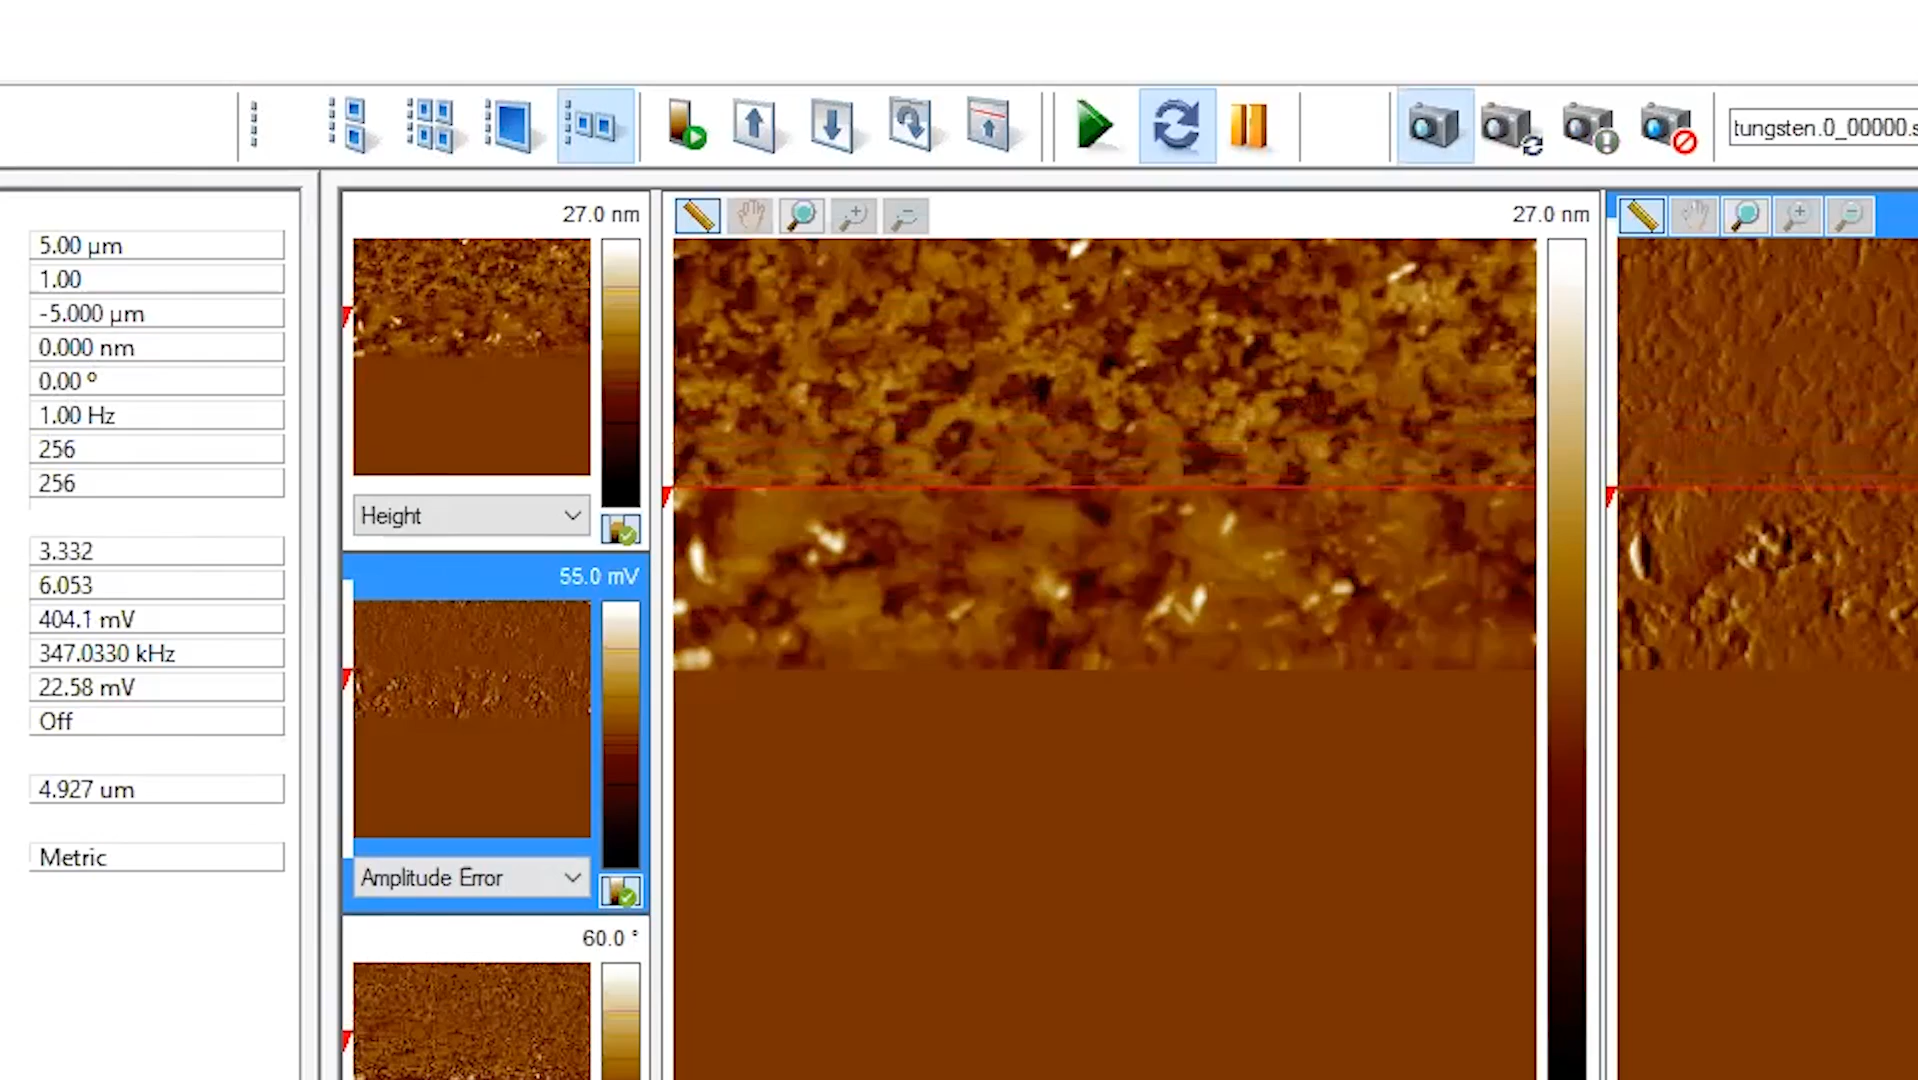 tungsten.0_00000.s
5.00 µm
1.00
-5.000 µm
0.000 nm
0.00 º
1.00 Hz
256
256
3.332
6.053
404.1 mV
347.0330 kHz
22.58 mV
Off
4.927 um
Metric
27.0 nm
Height
55.0 mV
Amplitude Error
60.0 °
27.0 nm